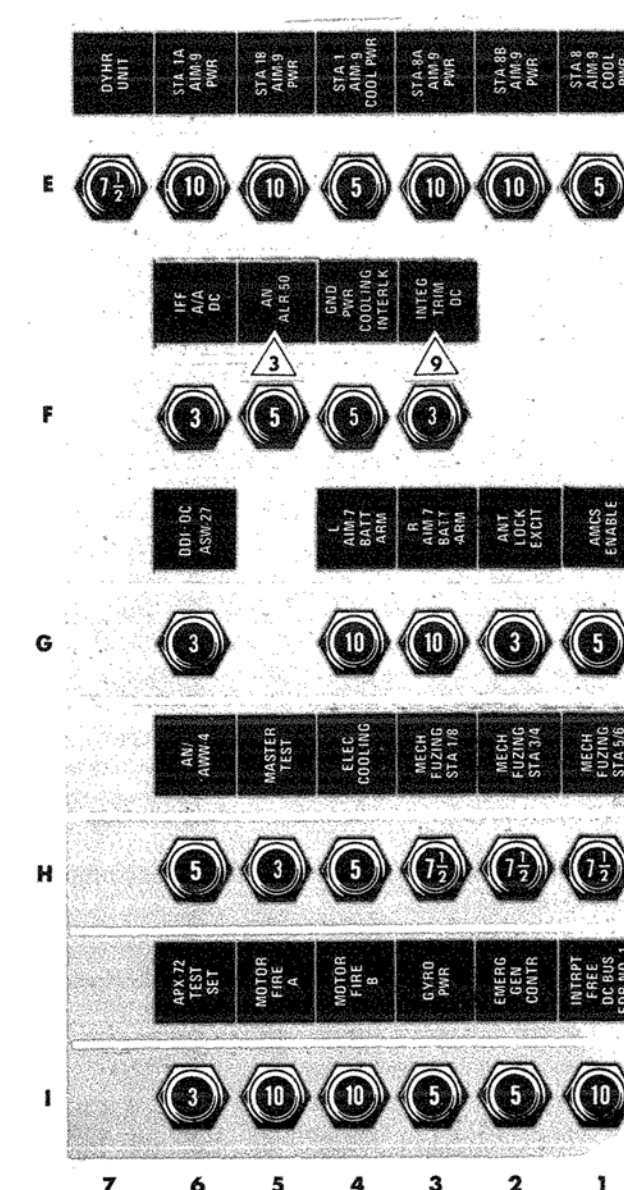 DYHR UNIT
STA 1A AIM-9 PWR
STA 1B AIM-9 PWR
STA 1 AIM-9 COOL PWR
STA 8A AIM-9 PWR
STA 8B AIM-9 PWR
STA 8 AIM-9 COOL PWR
E 7½ 10 10 5 10 10 5
IFF A/A DC
AN ALR-50
GND PWR COOLING INTERLK
INTEG TRIM DC
3 9
F 3 5 5 3
DDI-DC ASW-27
L AIM-7 BATT ARM
R AIM-7 BATT ARM
ANT LOCK EXCIT
AMCS ENABLE
G 3 10 10 3 5
AN/ AWW-4
MASTER TEST
ELEC COOLING
MECH FUZING STA 1/8
MECH FUZING STA 3/4
MECH FUZING STA 5/6
H 5 3 5 7½ 7½ 7½
APX-72 TEST SET
MOTOR FIRE A
MOTOR FIRE B
GYRO PWR
EMERG GEN CONTR
INTRPT FREE DC BUS FOR NO. 1
I 3 10 10 5 5 10
7 6 5 4 3 2 1